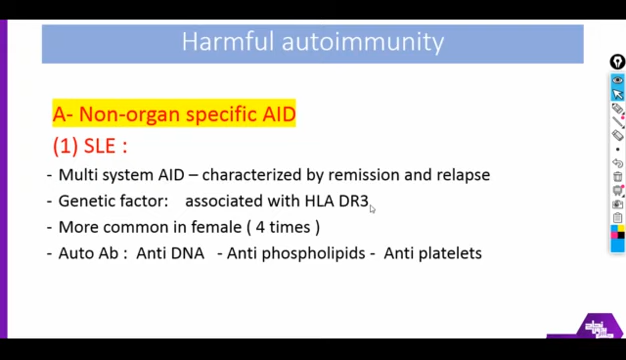 Harmful autoimmunity
A- Non-organ specific AID
(1) SLE :
- Multi system AID – characterized by remission and relapse
- Genetic factor: associated with HLA DR3
- More common in female ( 4 times )
- Auto Ab : Anti DNA - Anti phospholipids - Anti platelets